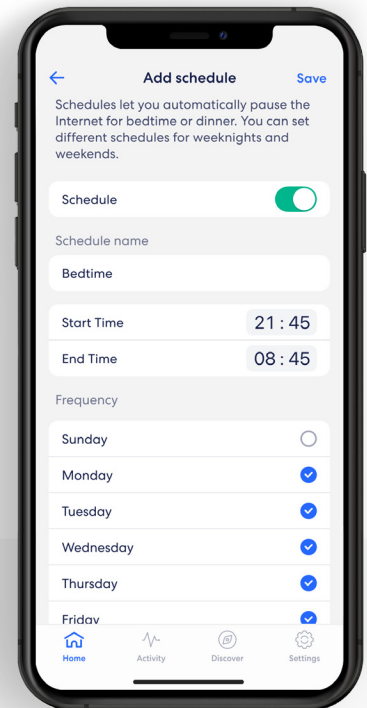 Add schedule
Save
Schedules let you automatically pause the
Internet for bedtime or dinner. You can set
different schedules for weeknights and
weekends.
Schedule
Schedule name
Bedtime
Start Time 21:45
End Time 08:45
Frequency
Sunday
Monday
Tuesday
Wednesday
Thursday
Friday
Home Activity Discover Settings